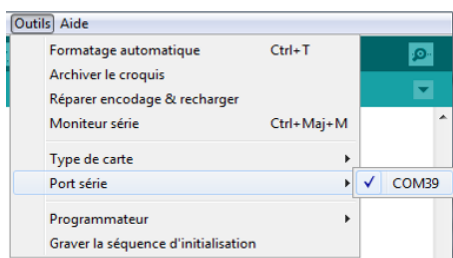 Outils Aide
Formatage automatique Ctrl+T
Archiver le croquis
Réparer encodage & recharger
Moniteur série Ctrl+Maj+M
Type de carte
Port série COM39
Programmateur
Graver la séquence d'initialisation